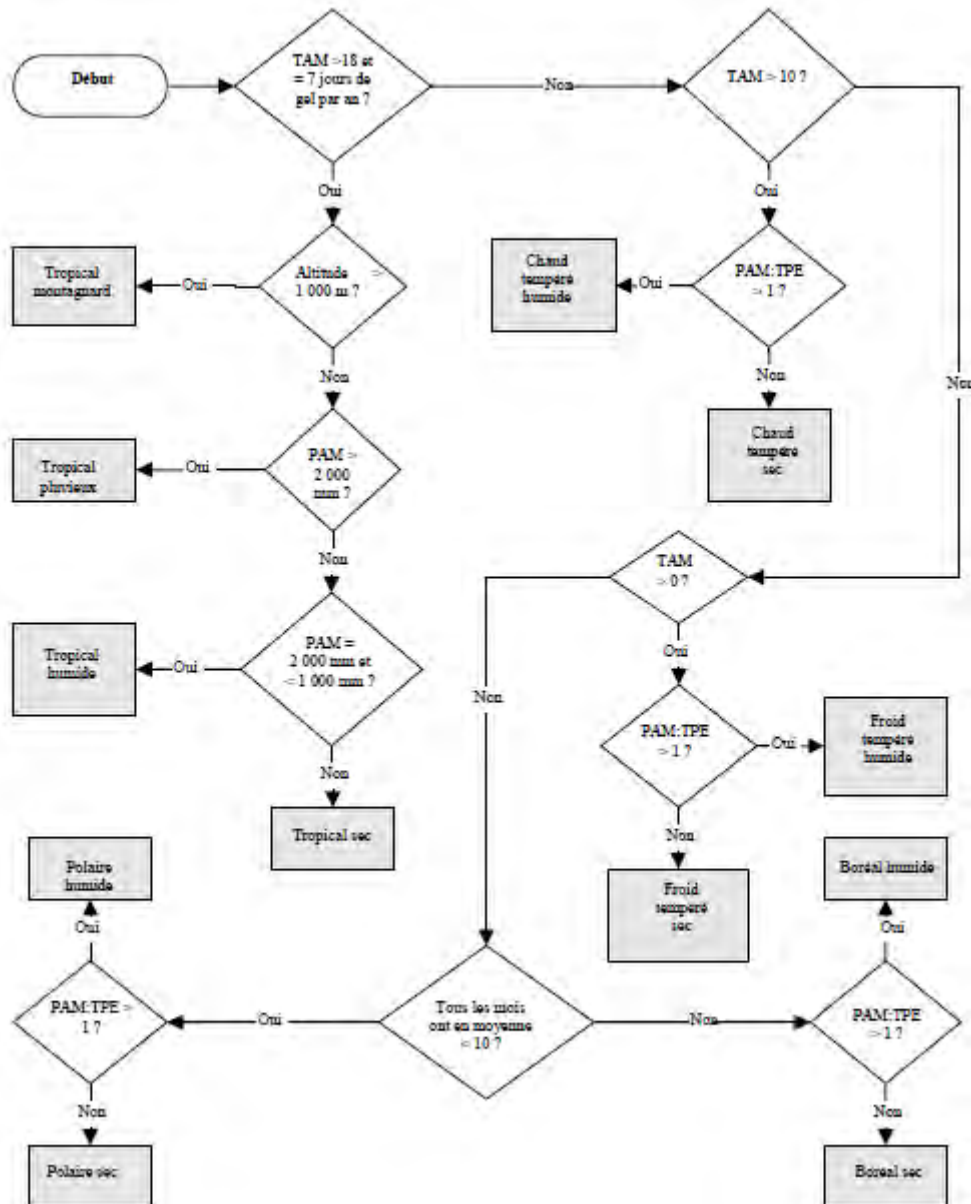 Début
TAM >18 et
= 7 jours de
gel par an ?
Non
TAM > 10 ?
Oui
Oui
Tropical
montagnard
Oui
Altitude >
1 000 m ?
Chaud
tempéré
humide
Oui
PAM:TPE
> 1 ?
Non
Non
Non
Tropical
pluvieux
Oui
PAM >
2 000
mm ?
Chaud
tempéré
sec
Non
TAM
> 0 ?
Tropical
humide
Oui
PAM =
2 000 mm et
= 1 000 mm ?
Oui
Non
PAM:TPE
> 1 ?
Oui
Froid
tempéré
humide
Non
Tropical sec
Non
Polaire
humide
Froid
tempéré
sec
Boréal humide
Oui
Oui
PAM:TPE >
1 ?
Oui
Tous les mois
ont en moyenne
= 10 ?
Non
PAM:TPE
> 1 ?
Non
Non
Polaire sec
Boréal sec